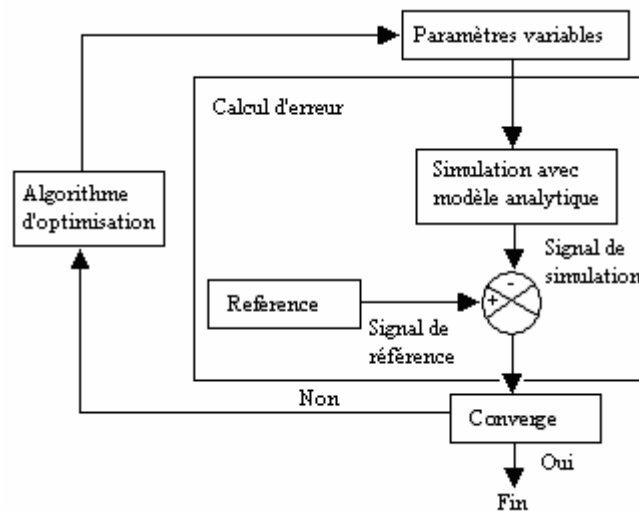 Paramètres variables
Calcul d'erreur
Simulation avec
modèle analytique
Algorithme
d'optimisation
Signal de
simulation
-
+
Reférence
Signal de
référence
Non
Converge
Oui
Fin